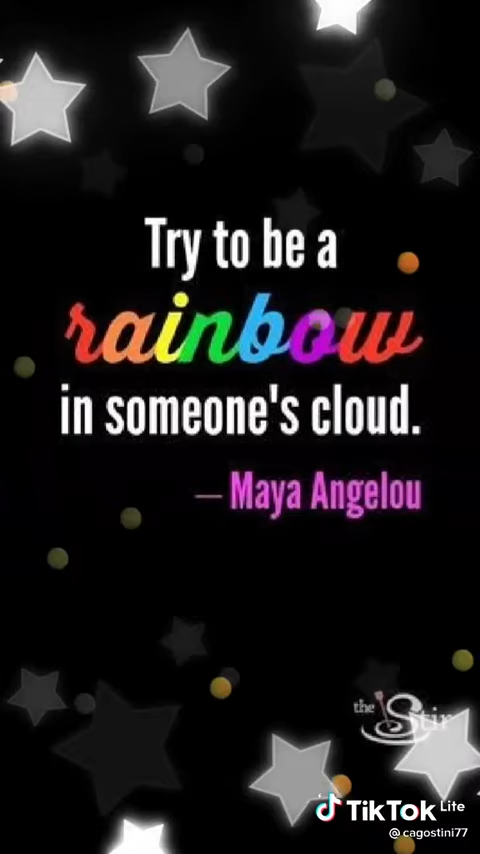 Try to be a
rainbow
in someone's cloud.
— Maya Angelou
the Stir
TikTok Lite
@cagostini77